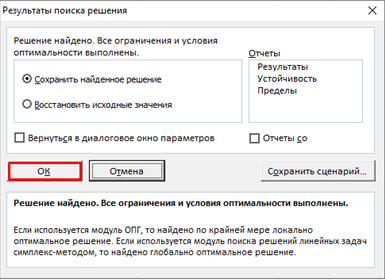 Результаты поиска решения
Решение найдено. Все ограничения и условия
оптимальности выполнены.
Отчеты
Результаты
Устойчивость
Пределы
Сохранить найденное решение
Восстановить исходные значения
Вернуться в диалоговое окно параметров
Отчеты со
ОК
Отмена
Сохранить сценарий...
Решение найдено. Все ограничения и условия оптимальности выполнены.
Если используется модуль ОПГ, то найдено по крайней мере локально
оптимальное решение. Если используется модуль поиска решений линейных задач
симплекс-методом, то найдено глобально оптимальное решение.